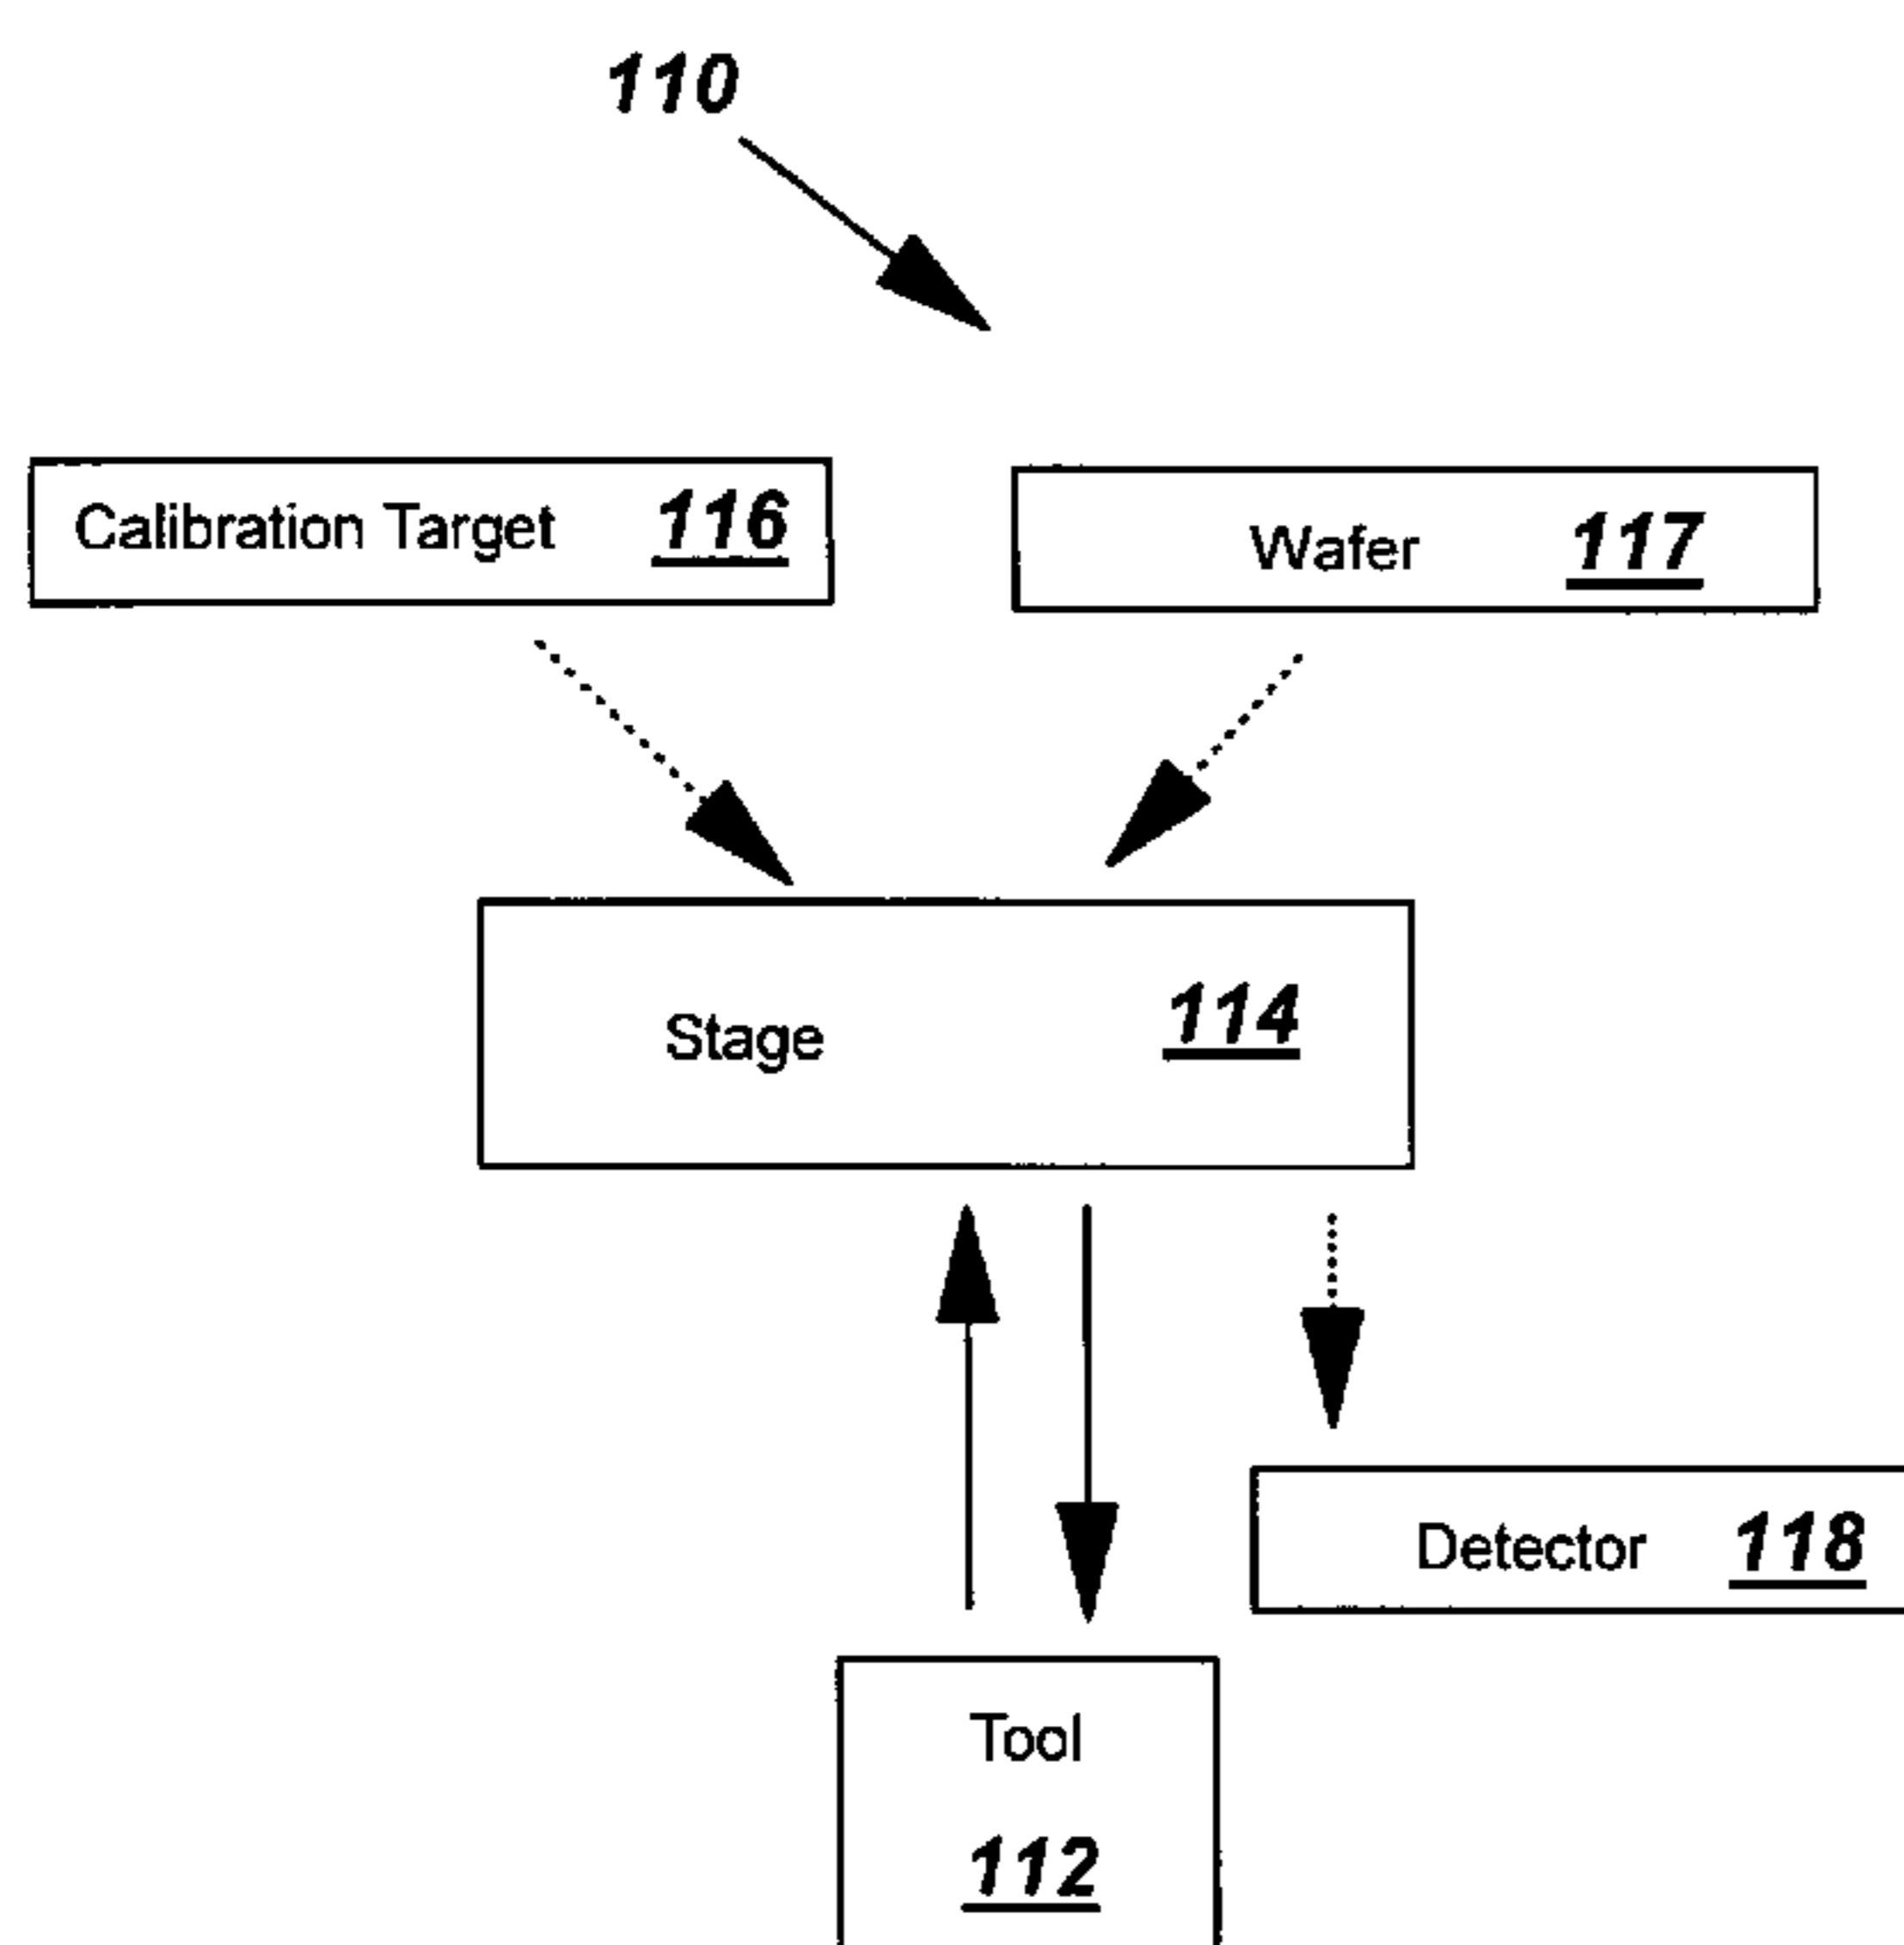 110
Calibration Target 116
Wafer 117
Stage 114
Detector 118
Tool
112